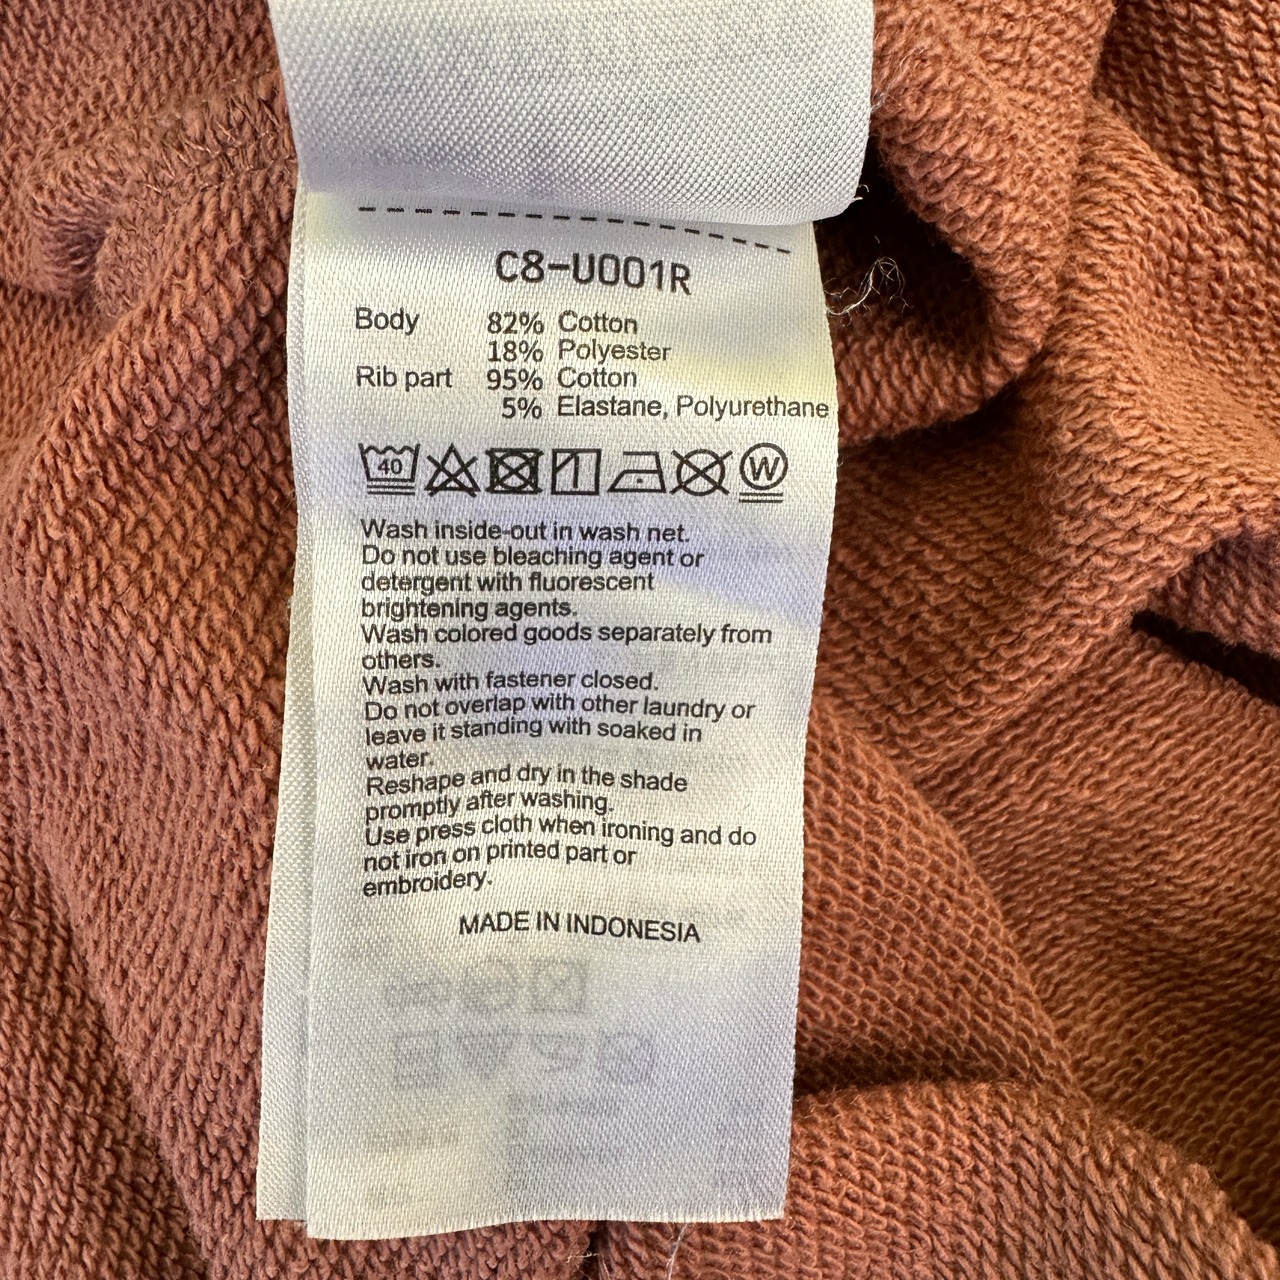 C8-U001R
Body 82% Cotton
18% Polyester
Rib part 95% Cotton
5% Elastane, Polyurethane
40 W
Wash inside-out in wash net.
Do not use bleaching agent or
detergent with fluorescent
brightening agents.
Wash colored goods separately from
others.
Wash with fastener closed.
Do not overlap with other laundry or
leave it standing with soaked in
water.
Reshape and dry in the shade
promptly after washing.
Use press cloth when ironing and do
not iron on printed part or
embroidery.
MADE IN INDONESIA